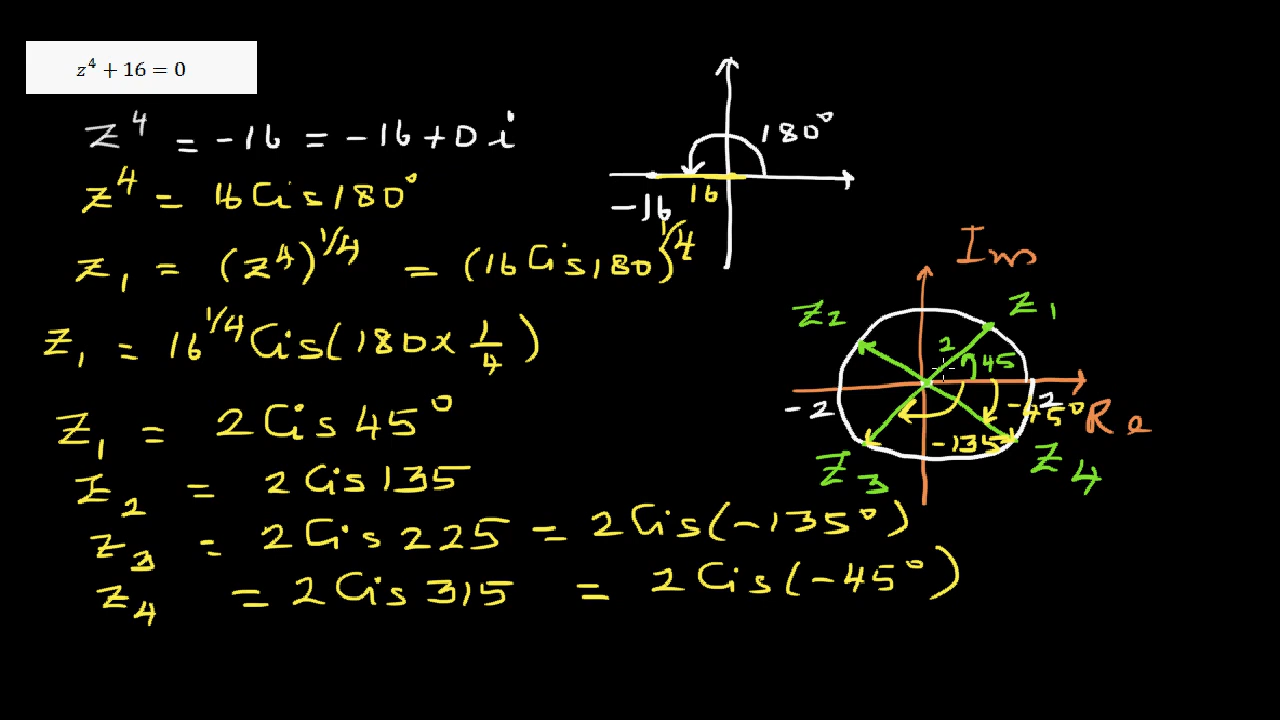 z⁴ + 16 = 0
Z⁴ = -16 = -16 + 0i
Z⁴ = 16 Cis 180°
Z₁ = (Z⁴)^1/4 = (16 Cis 180)^1/4
Z₁ = 16^1/4 Cis(180 × 1/4)
Z₁ = 2 Cis 45°
Z₂ = 2 Cis 135
Z₃ = 2 Cis 225 = 2 Cis(-135°)
Z₄ = 2 Cis 315 = 2 Cis(-45°)
180°
-16
16
Im
Z₂
Z₁
2
45
-2
2
-45°
Re
-135
Z₃
Z₄